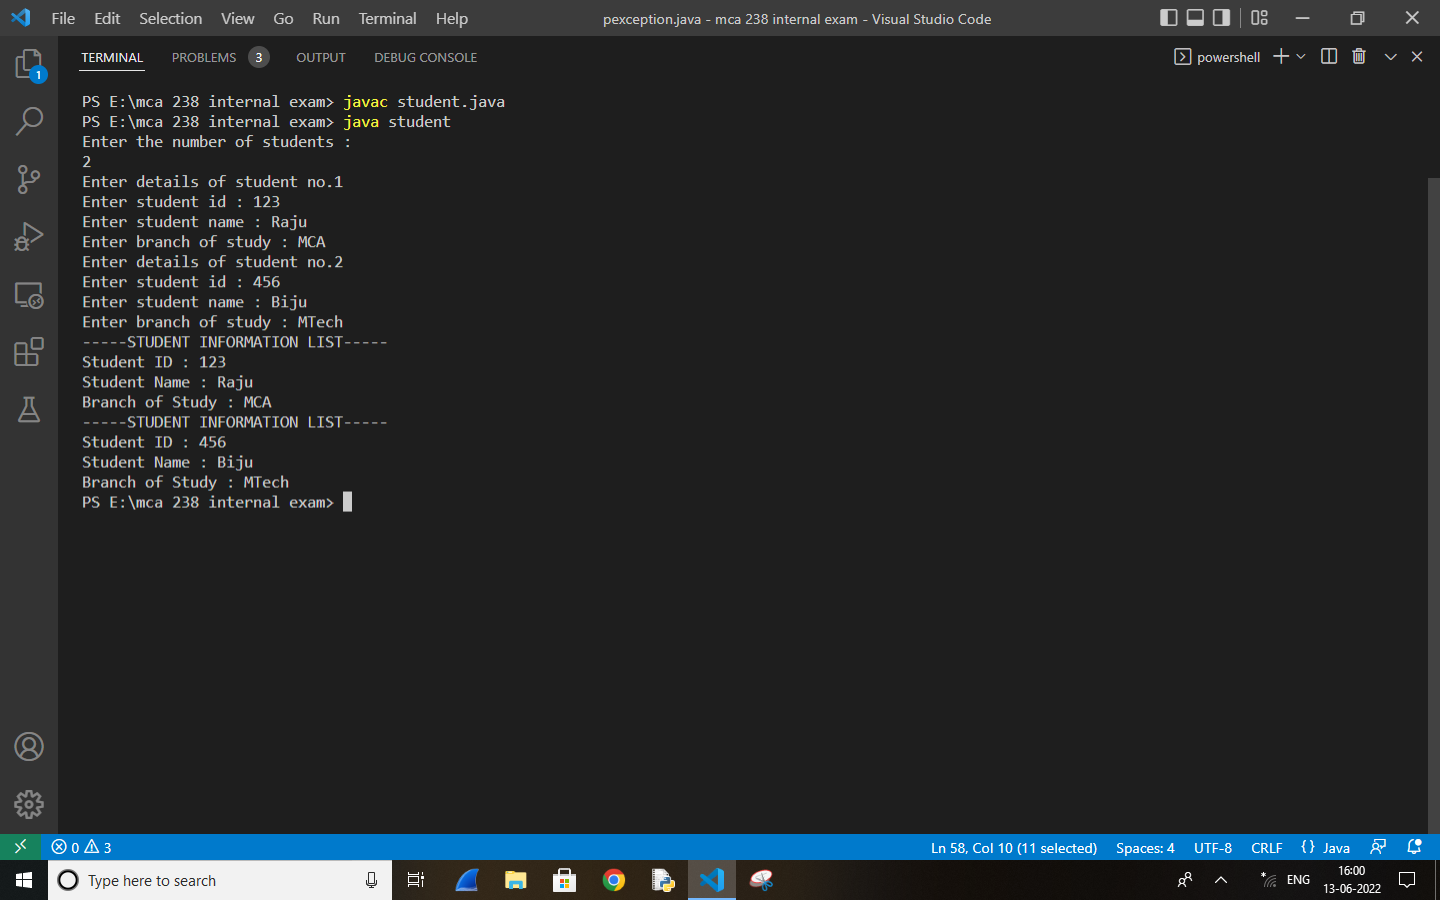 File Edit Selection View Go Run Terminal Help pexception.java - mca 238 internal exam - Visual Studio Code
TERMINAL PROBLEMS 3 OUTPUT DEBUG CONSOLE powershell
1
PS E:\mca 238 internal exam> javac student.java
PS E:\mca 238 internal exam> java student
Enter the number of students :
2
Enter details of student no.1
Enter student id : 123
Enter student name : Raju
Enter branch of study : MCA
Enter details of student no.2
Enter student id : 456
Enter student name : Biju
Enter branch of study : MTech
-----STUDENT INFORMATION LIST-----
Student ID : 123
Student Name : Raju
Branch of Study : MCA
-----STUDENT INFORMATION LIST-----
Student ID : 456
Student Name : Biju
Branch of Study : MTech
PS E:\mca 238 internal exam>
0 3 Ln 58, Col 10 (11 selected) Spaces: 4 UTF-8 CRLF {} Java
Type here to search ENG 16:00
13-06-2022